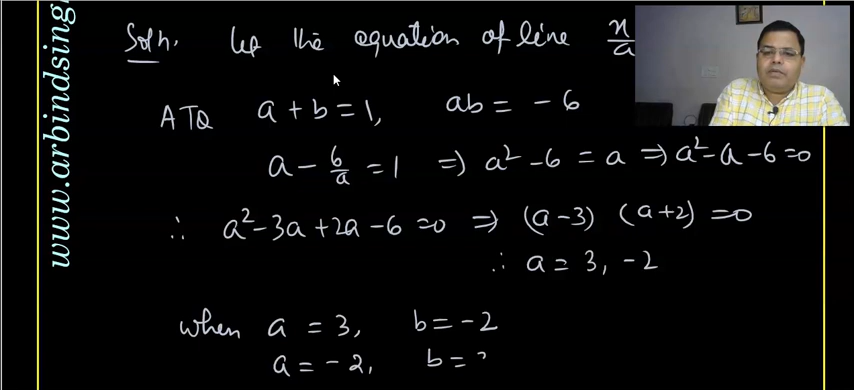 www.arbindsing
Soln. Let the equation of line x/a
ATQ a + b = 1, ab = - 6
a - 6/a = 1 => a² - 6 = a => a² - a - 6 = 0
∴ a² - 3a + 2a - 6 = 0 => (a - 3) (a + 2) = 0
∴ a = 3, - 2
when a = 3, b = - 2
a = - 2, b =